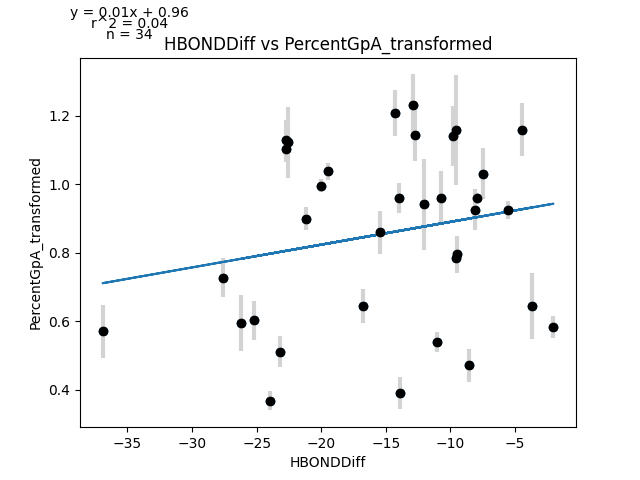 y = 0.01x + 0.96
r^2 = 0.04
n = 34
HBONDDiff vs PercentGpA_transformed
PercentGpA_transformed
1.2
1.0
0.8
0.6
0.4
−35
−30
−25
−20
−15
−10
−5
HBONDDiff